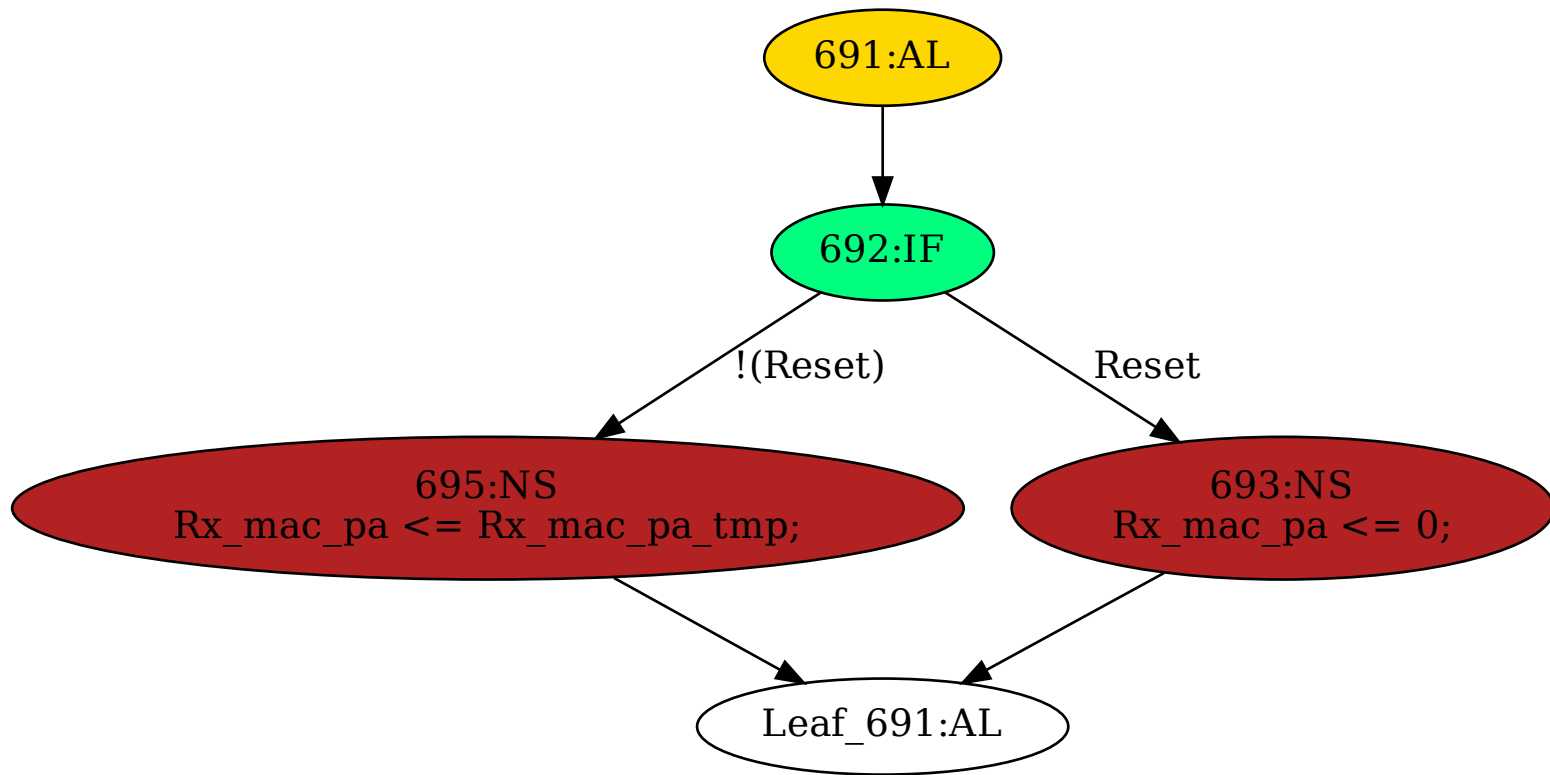 691:AL
692:IF
!(Reset)
Reset
695:NS
Rx_mac_pa <= Rx_mac_pa_tmp;
693:NS
Rx_mac_pa <= 0;
Leaf_691:AL